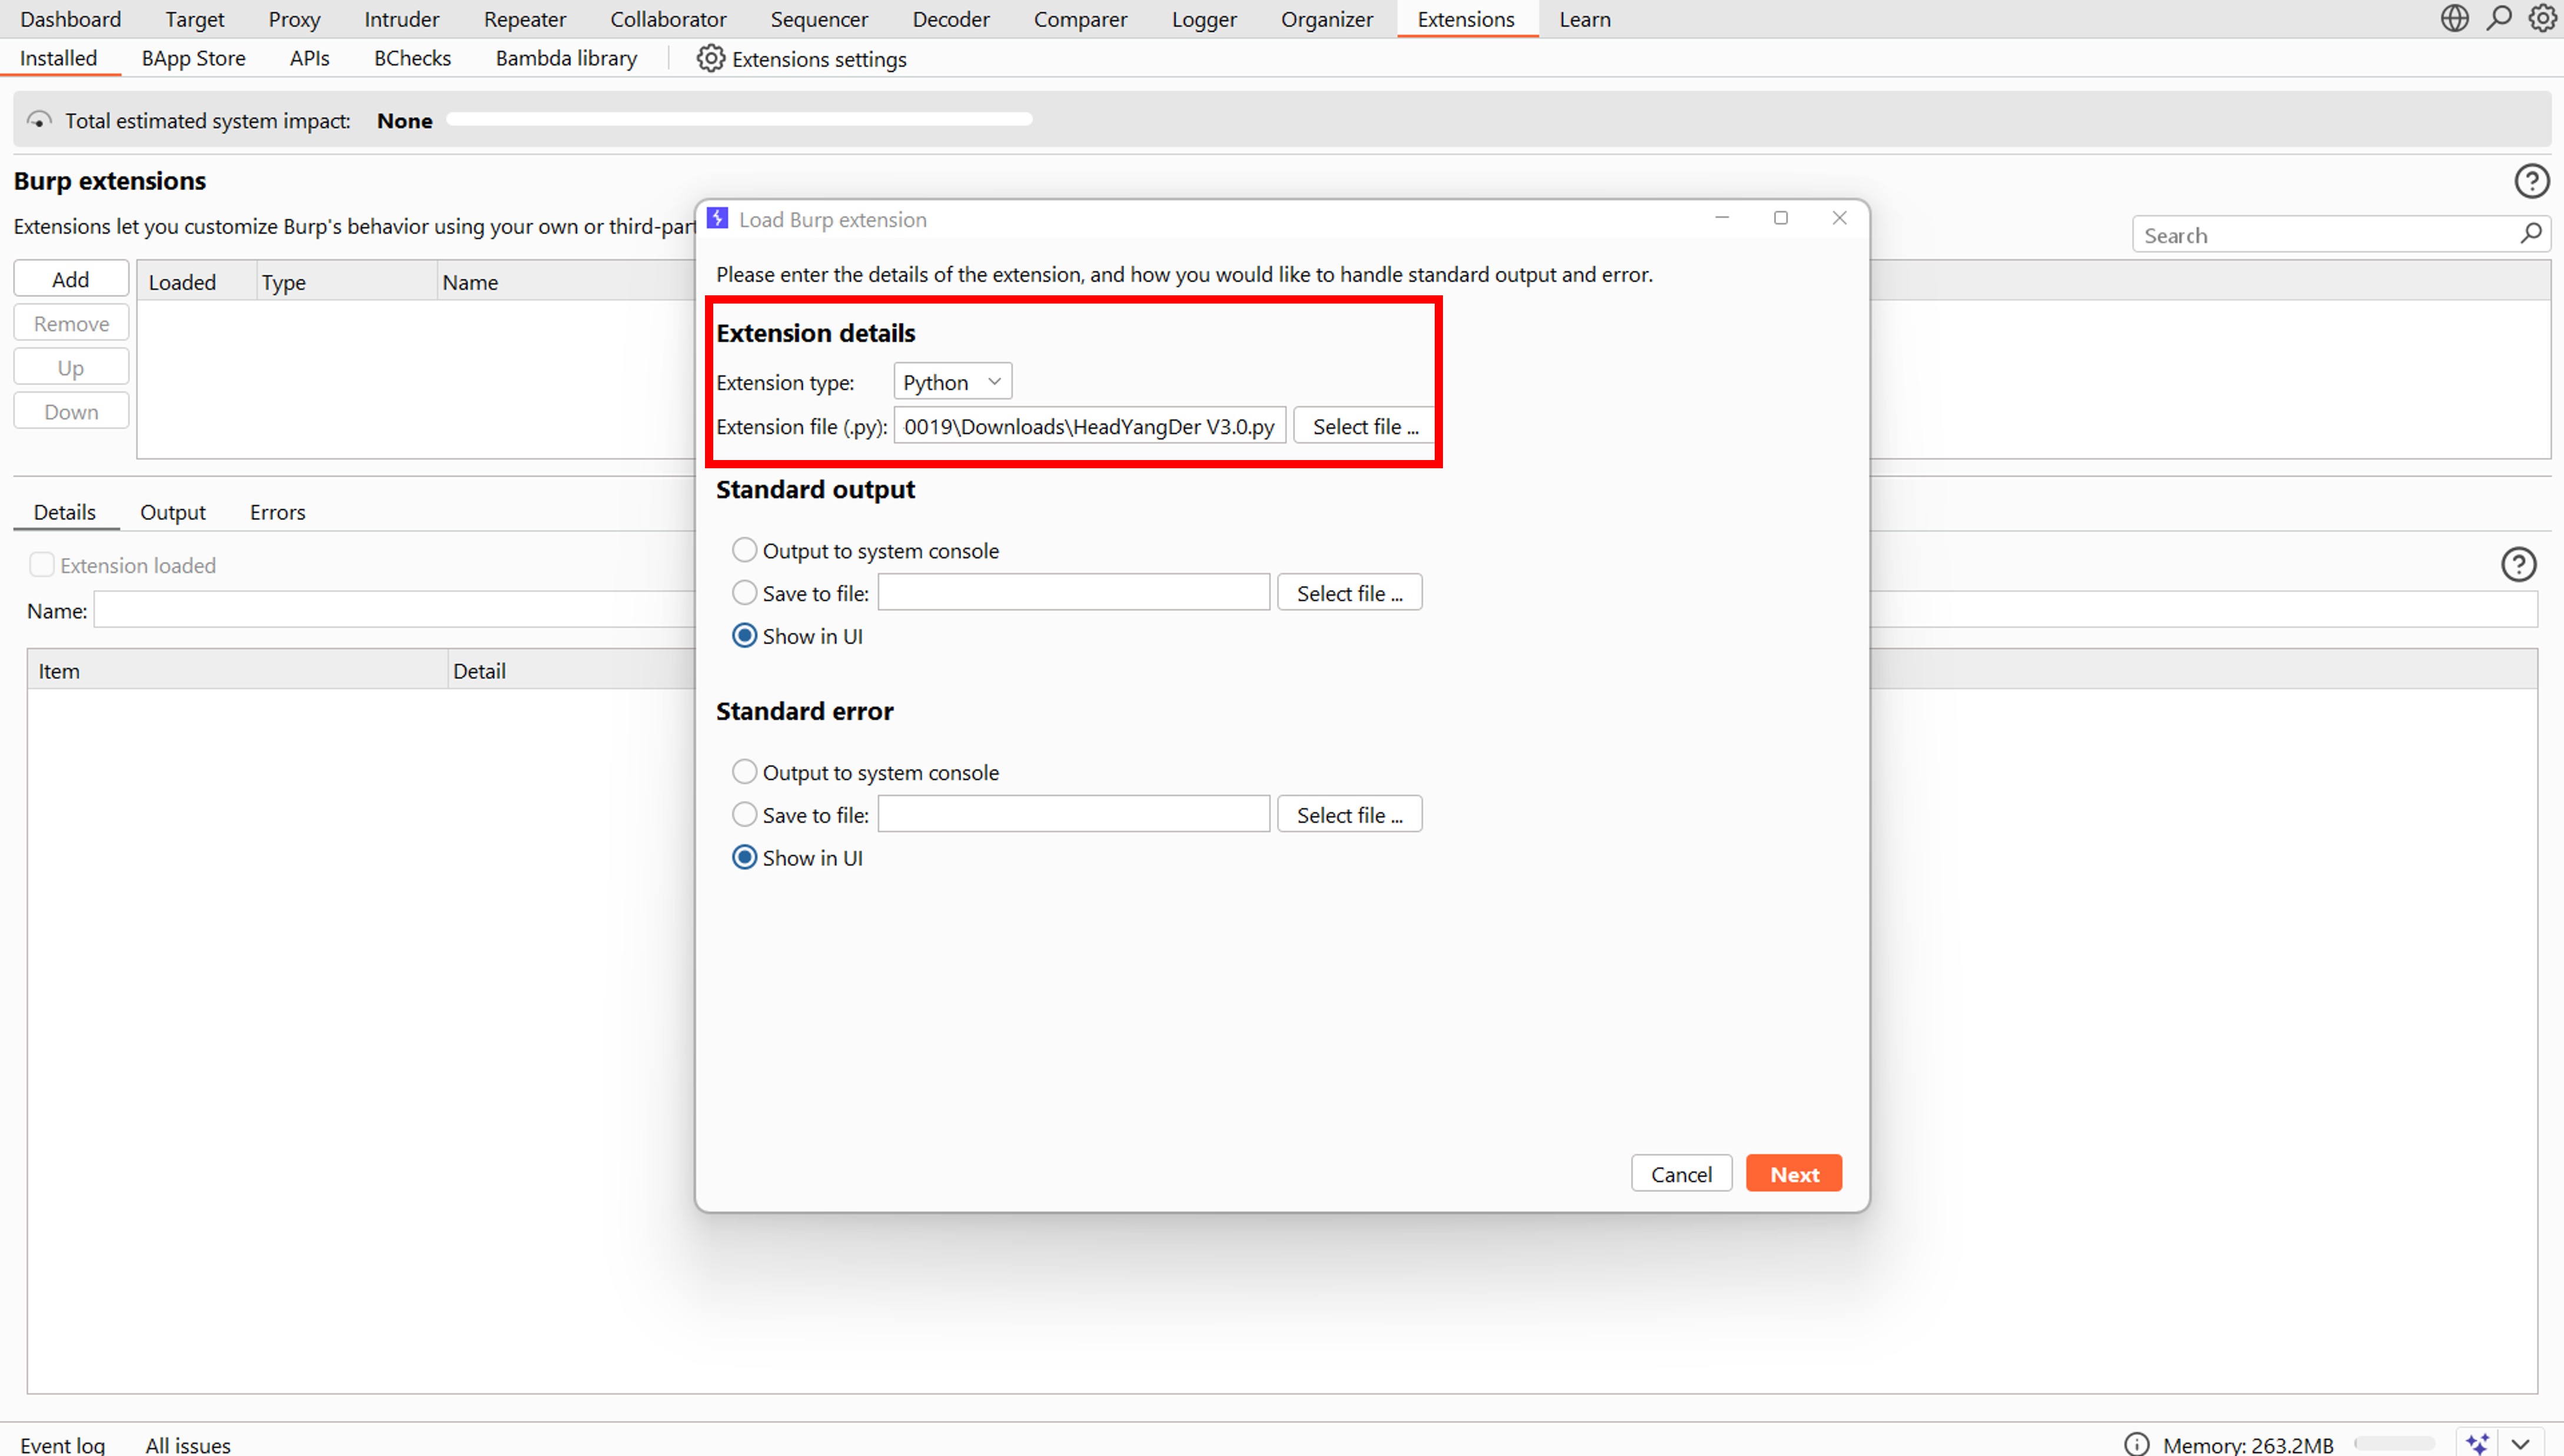 Dashboard Target Proxy Intruder Repeater Collaborator Sequencer Decoder Comparer Logger Organizer Extensions Learn
Installed BApp Store APIs BChecks Bambda library Extensions settings
Total estimated system impact: None
Burp extensions
Extensions let you customize Burp's behavior using your own or third-part
Search
Add
Remove
Up
Down
Loaded Type Name
Load Burp extension
Please enter the details of the extension, and how you would like to handle standard output and error.
Extension details
Extension type: Python
Extension file (.py): 0019\Downloads\HeadYangDer V3.0.py Select file ...
Standard output
Output to system console
Save to file: Select file ...
Show in UI
Standard error
Output to system console
Save to file: Select file ...
Show in UI
Cancel Next
Details Output Errors
Extension loaded
Name:
Item Detail
Event log All issues
Memory: 263.2MB